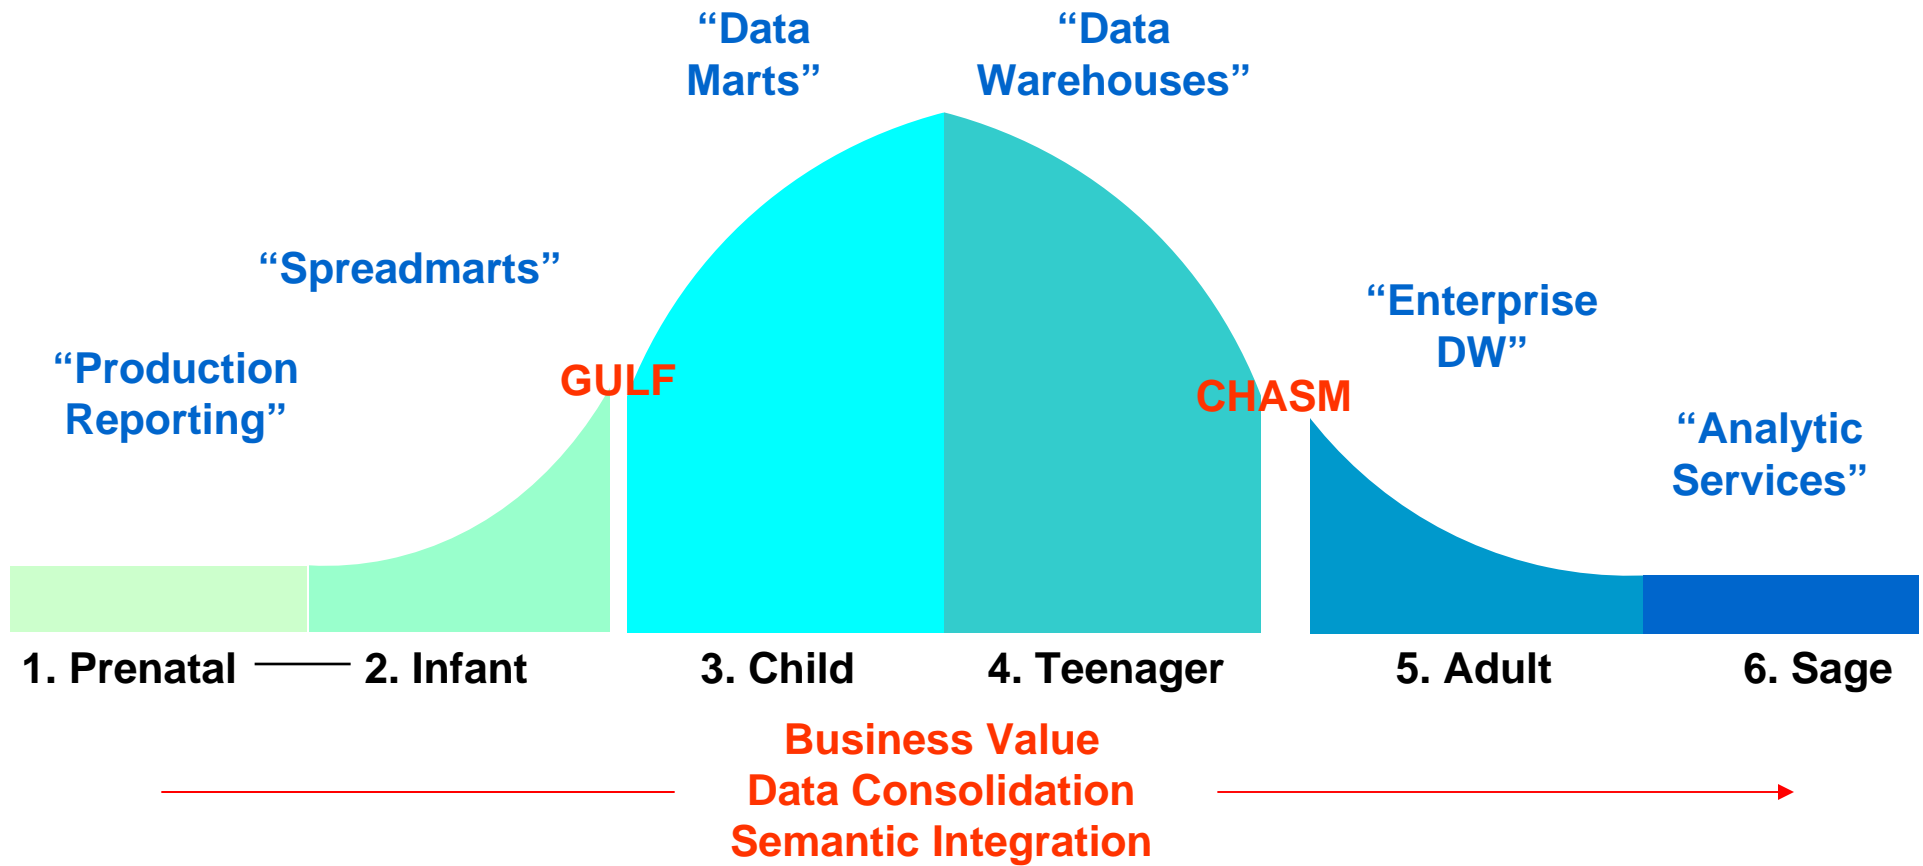 “Data
Marts”
“Data
Warehouses”
“Spreadmarts”
“Enterprise
DW”
“Production
Reporting”
GULF
CHASM
“Analytic
Services”
1. Prenatal
2. Infant
3. Child
4. Teenager
5. Adult
6. Sage
Business Value
Data Consolidation
Semantic Integration